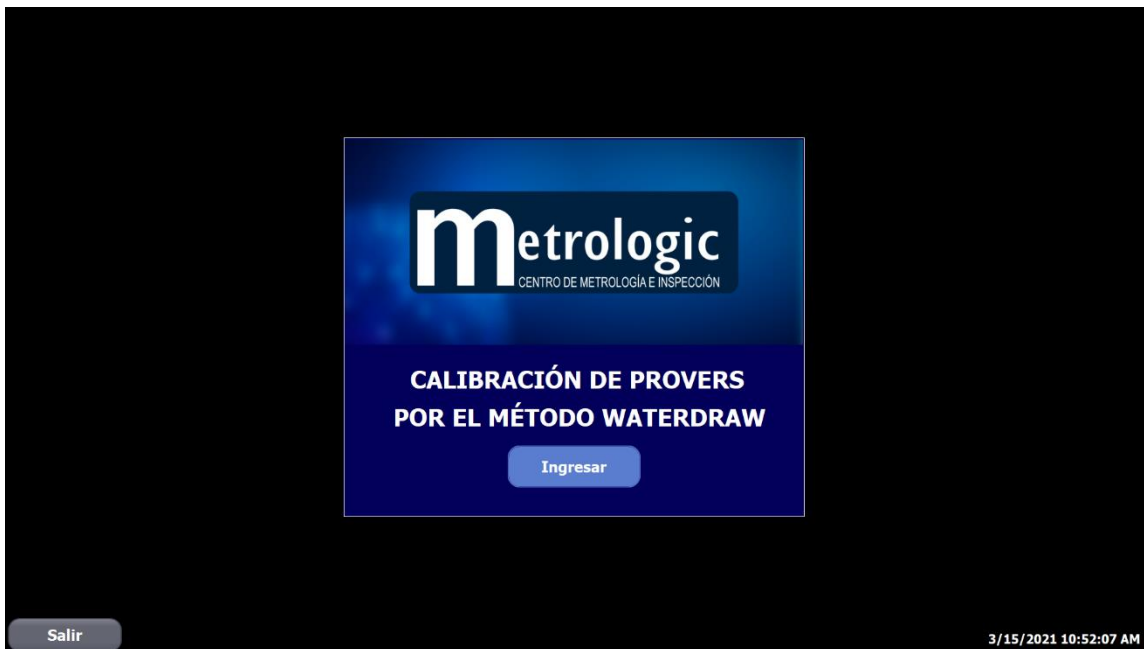 metrologic
CENTRO DE METROLOGÍA E INSPECCIÓN
CALIBRACIÓN DE PROVERS
POR EL MÉTODO WATERDRAW
Ingresar
Salir
3/15/2021 10:52:07 AM